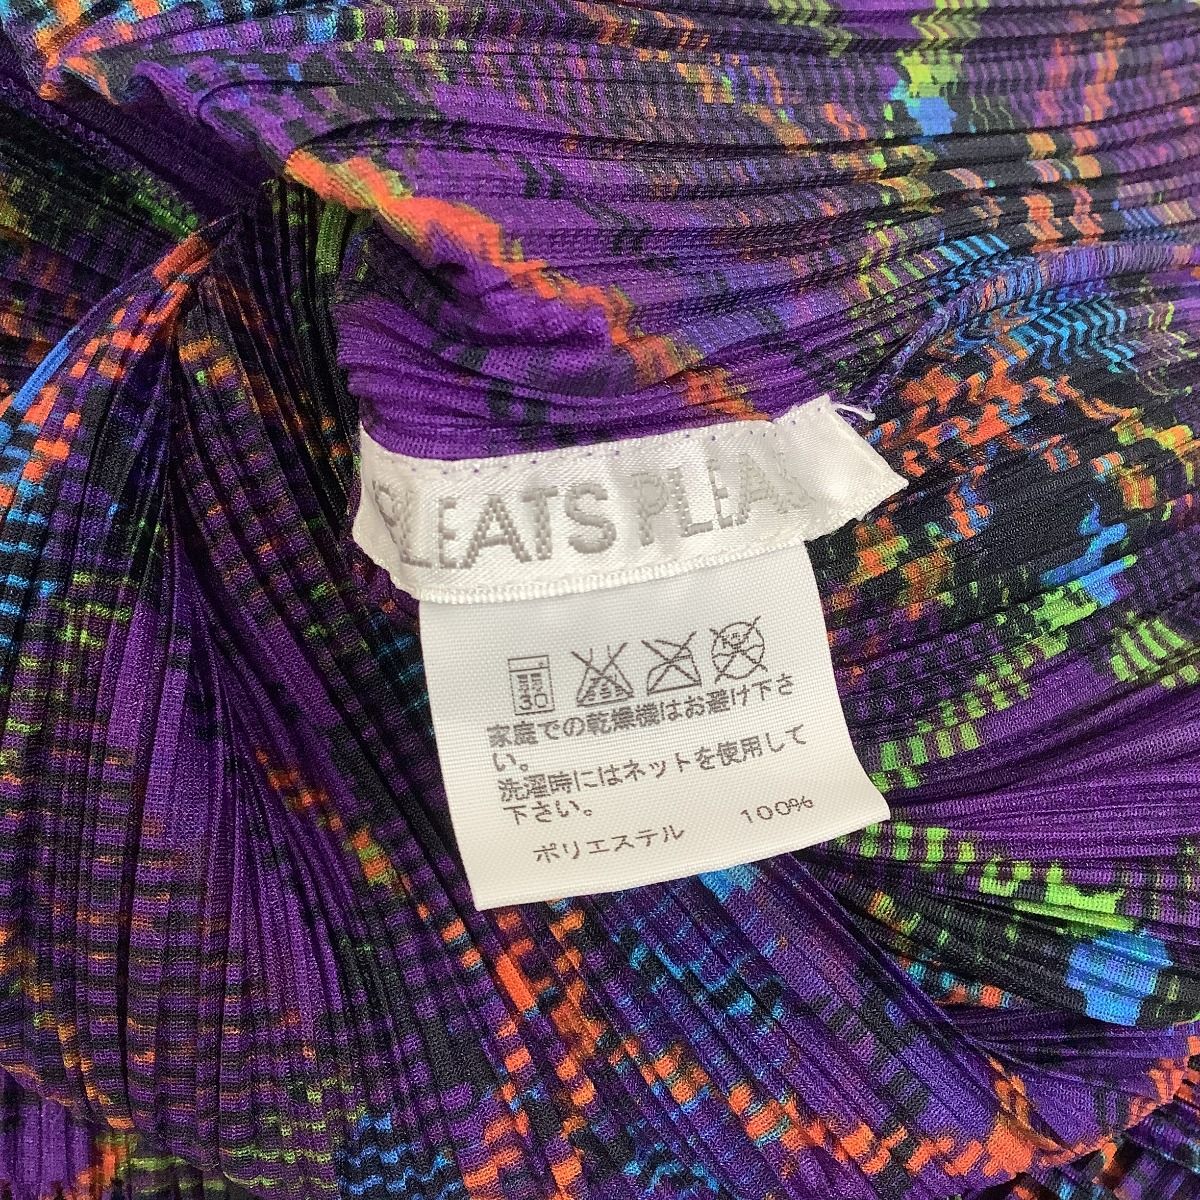 PLEATS PLEA
30
家庭での乾燥機はお避け下さ
い。
洗濯時にはネットを使用して
下さい。
ポリエステル 100%